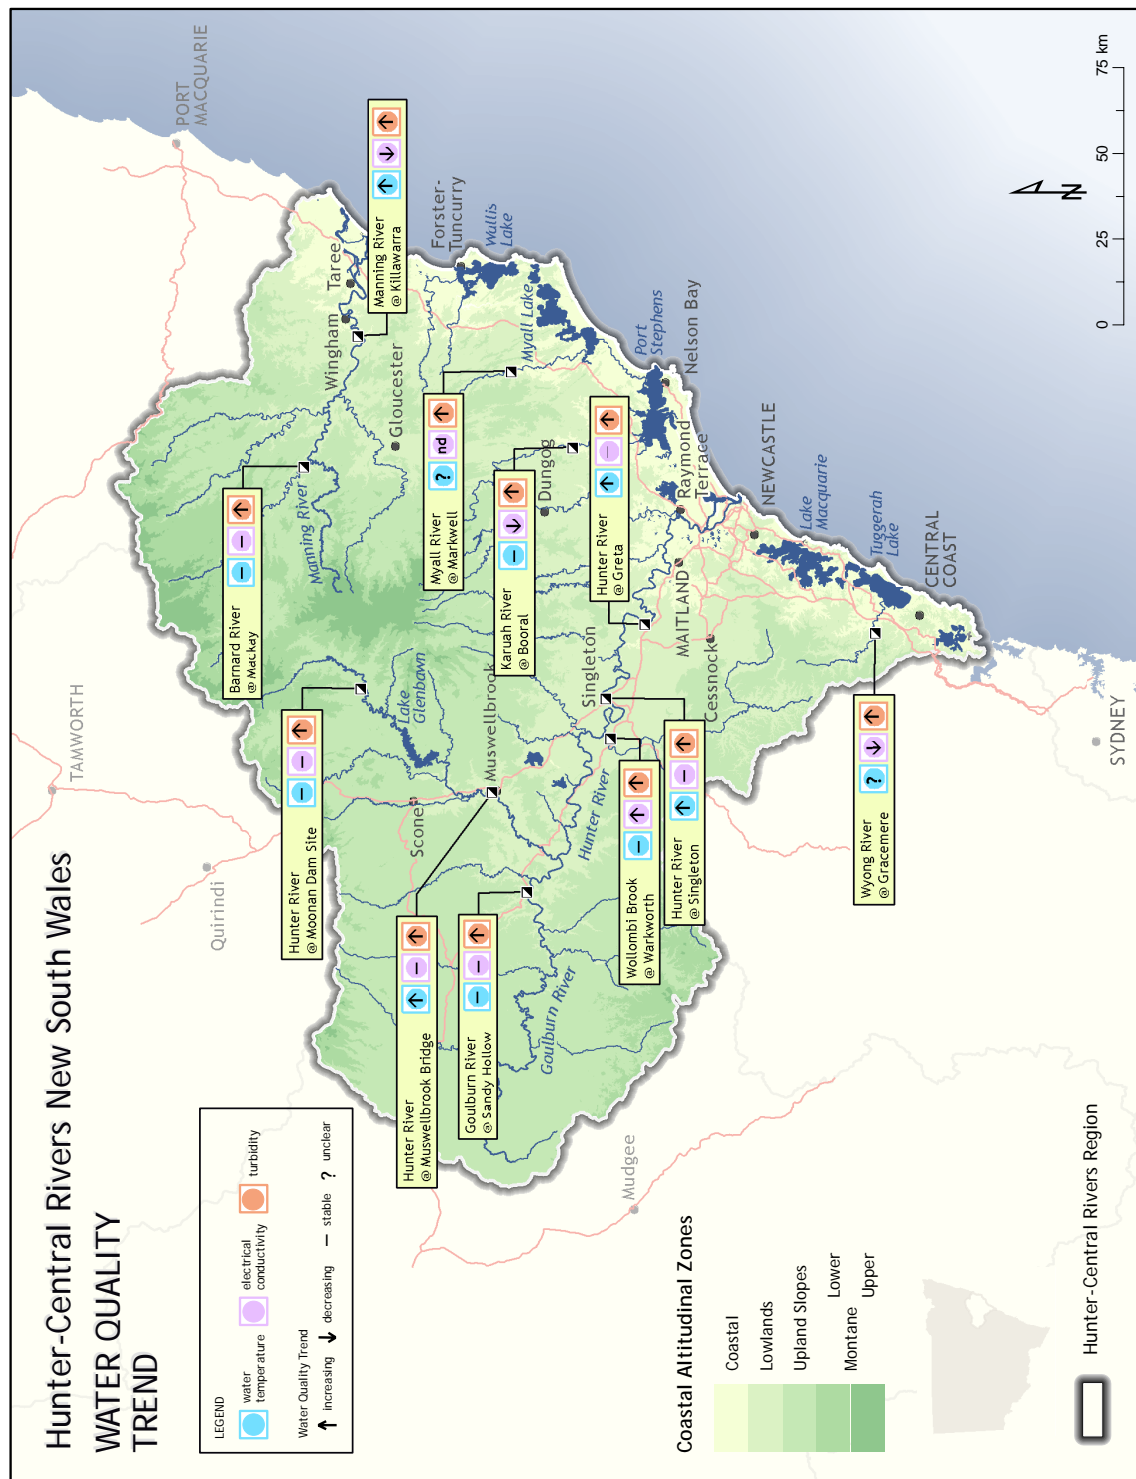 Hunter-Central Rivers New South Wales
WATER QUALITY
TREND
LEGEND
water
temperature
electrical
conductivity
turbidity
Water Quality Trend
increasing
decreasing
stable
? unclear
Quirindi
TAMWORTH
PORT
MACQUARIE
Barnard River
@ Mackay
Manning River
@ Killawarra
Hunter River
@ Moonan Dam Site
Manning River
Wingham
Taree
Gloucester
Forster-
Tuncurry
Wallis
Lake
Lake
Glenbawn
Scone
Muswellbrook
Myall River
@ Markwell
? nd
Myall Lake
Hunter River
@ Muswellbrook Bridge
Goulburn River
@ Sandy Hollow
Karuah River
@ Booral
Dungog
Goulburn River
Hunter River
Singleton
Hunter River
@ Greta
Port
Stephens
Nelson Bay
Raymond
Terrace
Wollombi Brook
@ Warkworth
Hunter River
@ Singleton
Cessnock
MAITLAND
NEWCASTLE
Lake
Macquarie
Mudgee
Wyong River
@ Gracemere
?
Tuggerah
Lake
CENTRAL
COAST
SYDNEY
Coastal Altitudinal Zones
Coastal
Lowlands
Upland Slopes
Lower
Montane
Upper
Hunter-Central Rivers Region
N
0 25 50 75 km